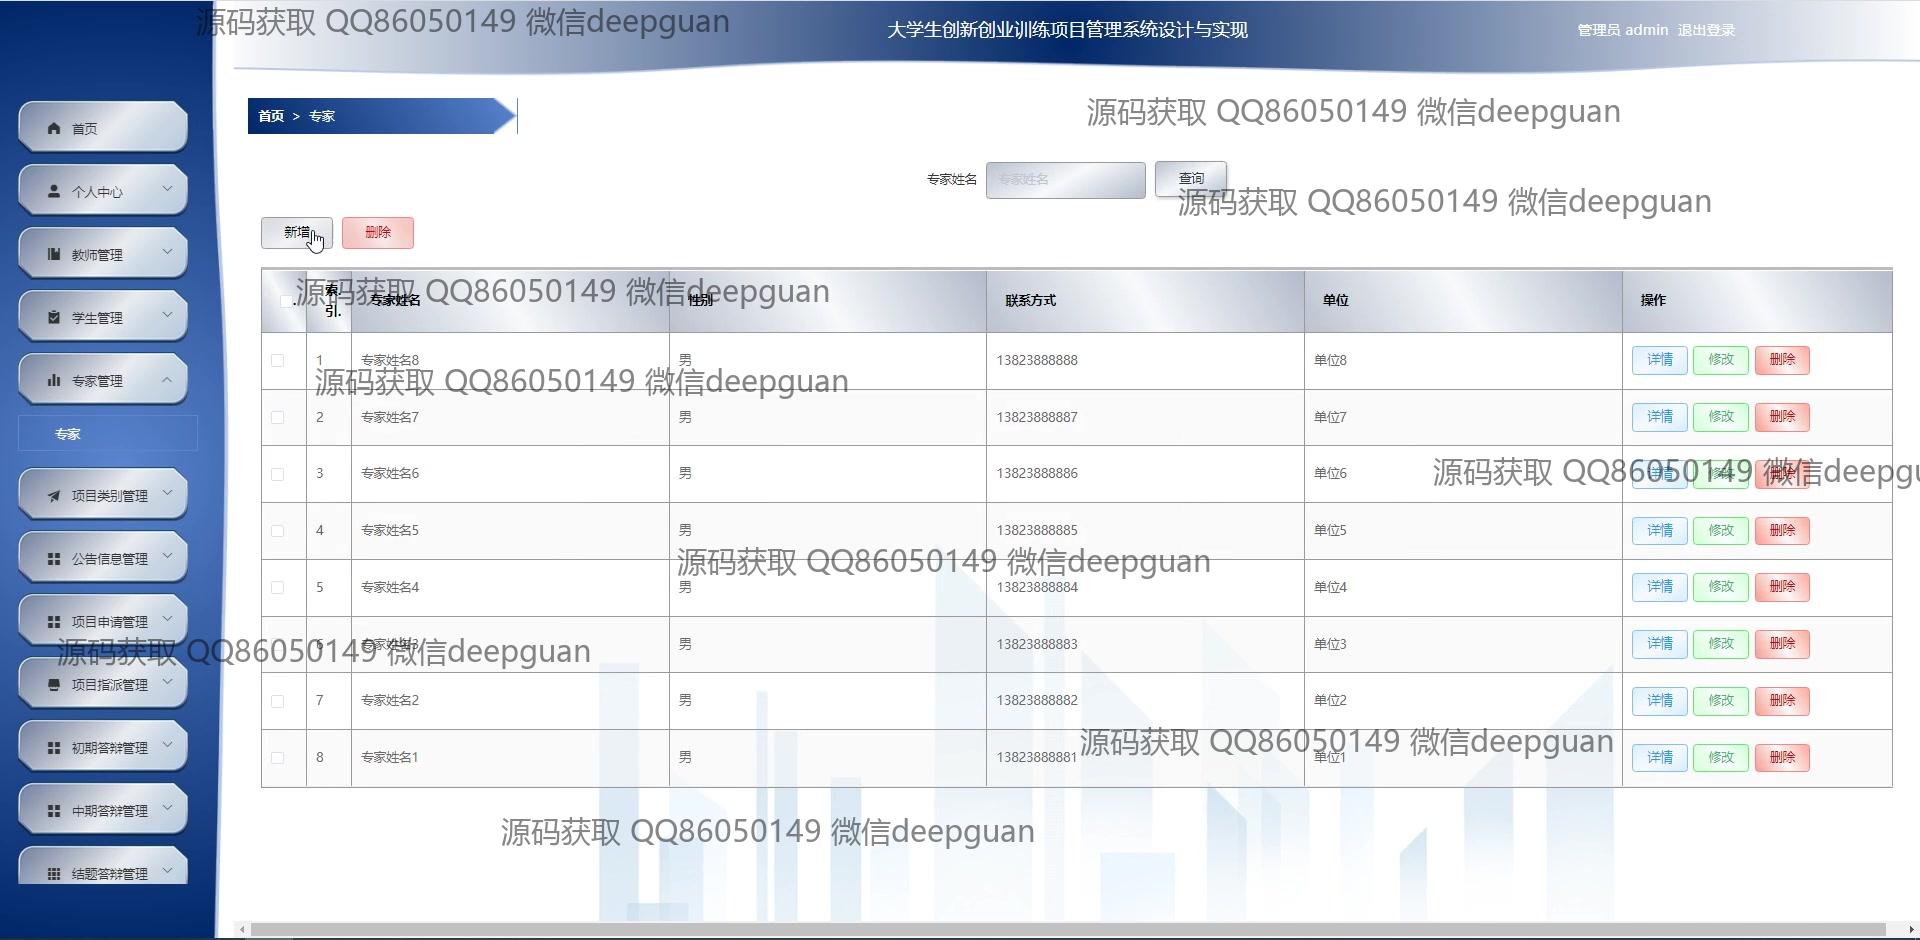 源码获取 QQ86050149 微信deepguan
大学生创新创业训练项目管理系统设计与实现
管理员 admin 退出登录
首页
个人中心
教师管理
学生管理
专家管理
专家
项目类别管理
公告信息管理
项目申请管理
项目指派管理
初期答辩管理
中期答辩管理
结题答辩管理
首页 > 专家
源码获取 QQ86050149 微信deepguan
专家姓名 专家姓名 查询
源码获取 QQ86050149 微信deepguan
新增 删除
源码获取 QQ86050149 微信deepguan
索引. 专家姓名 性别 联系方式 单位 操作
1 专家姓名8 男 13823888888 单位8 详情 修改 删除
源码获取 QQ86050149 微信deepguan
2 专家姓名7 男 13823888887 单位7 详情 修改 删除
3 专家姓名6 男 13823888886 单位6 详情 修改 删除
源码获取 QQ86050149 微信deepgu
4 专家姓名5 男 13823888885 单位5 详情 修改 删除
源码获取 QQ86050149 微信deepguan
5 专家姓名4 男 13823888884 单位4 详情 修改 删除
6 专家姓名3 男 13823888883 单位3 详情 修改 删除
源码获取 QQ86050149 微信deepguan
7 专家姓名2 男 13823888882 单位2 详情 修改 删除
源码获取 QQ86050149 微信deepguan
8 专家姓名1 男 13823888881 单位1 详情 修改 删除
源码获取 QQ86050149 微信deepguan